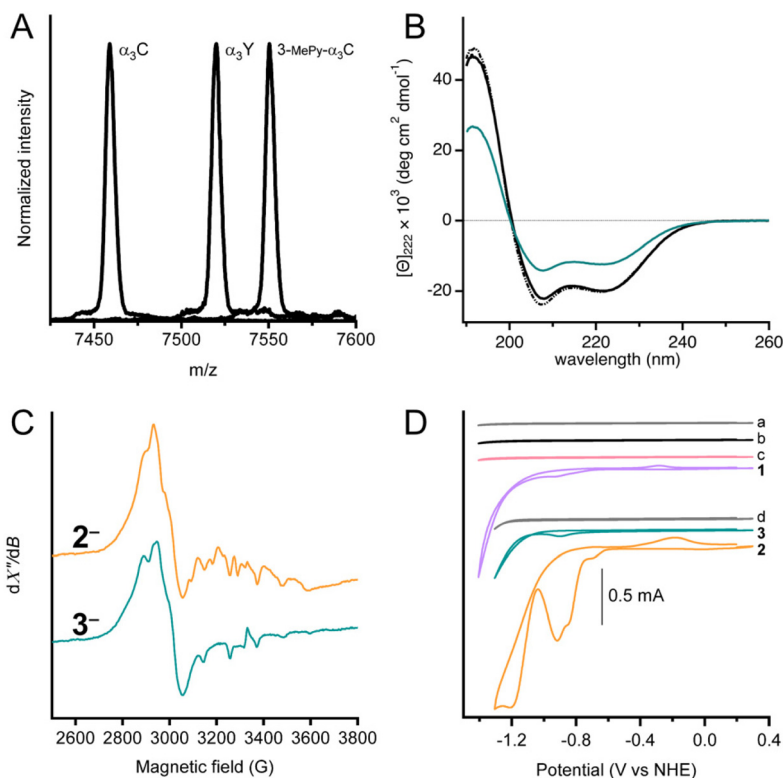 A
α₃C
α₃Y
3-MePy-α₃C
Normalized intensity
7450
7500
7550
7600
m/z
B
40
20
0
-20
[Θ]₂₂₂ × 10³ (deg cm² dmol⁻¹)
200
220
240
260
wavelength (nm)
C
2⁻
3⁻
dΧ″/dB
2600
2800
3000
3200
3400
3600
3800
Magnetic field (G)
D
a
b
c
1
d
3
2
0.5 mA
-1.2
-0.8
-0.4
0.0
0.4
Potential (V vs NHE)